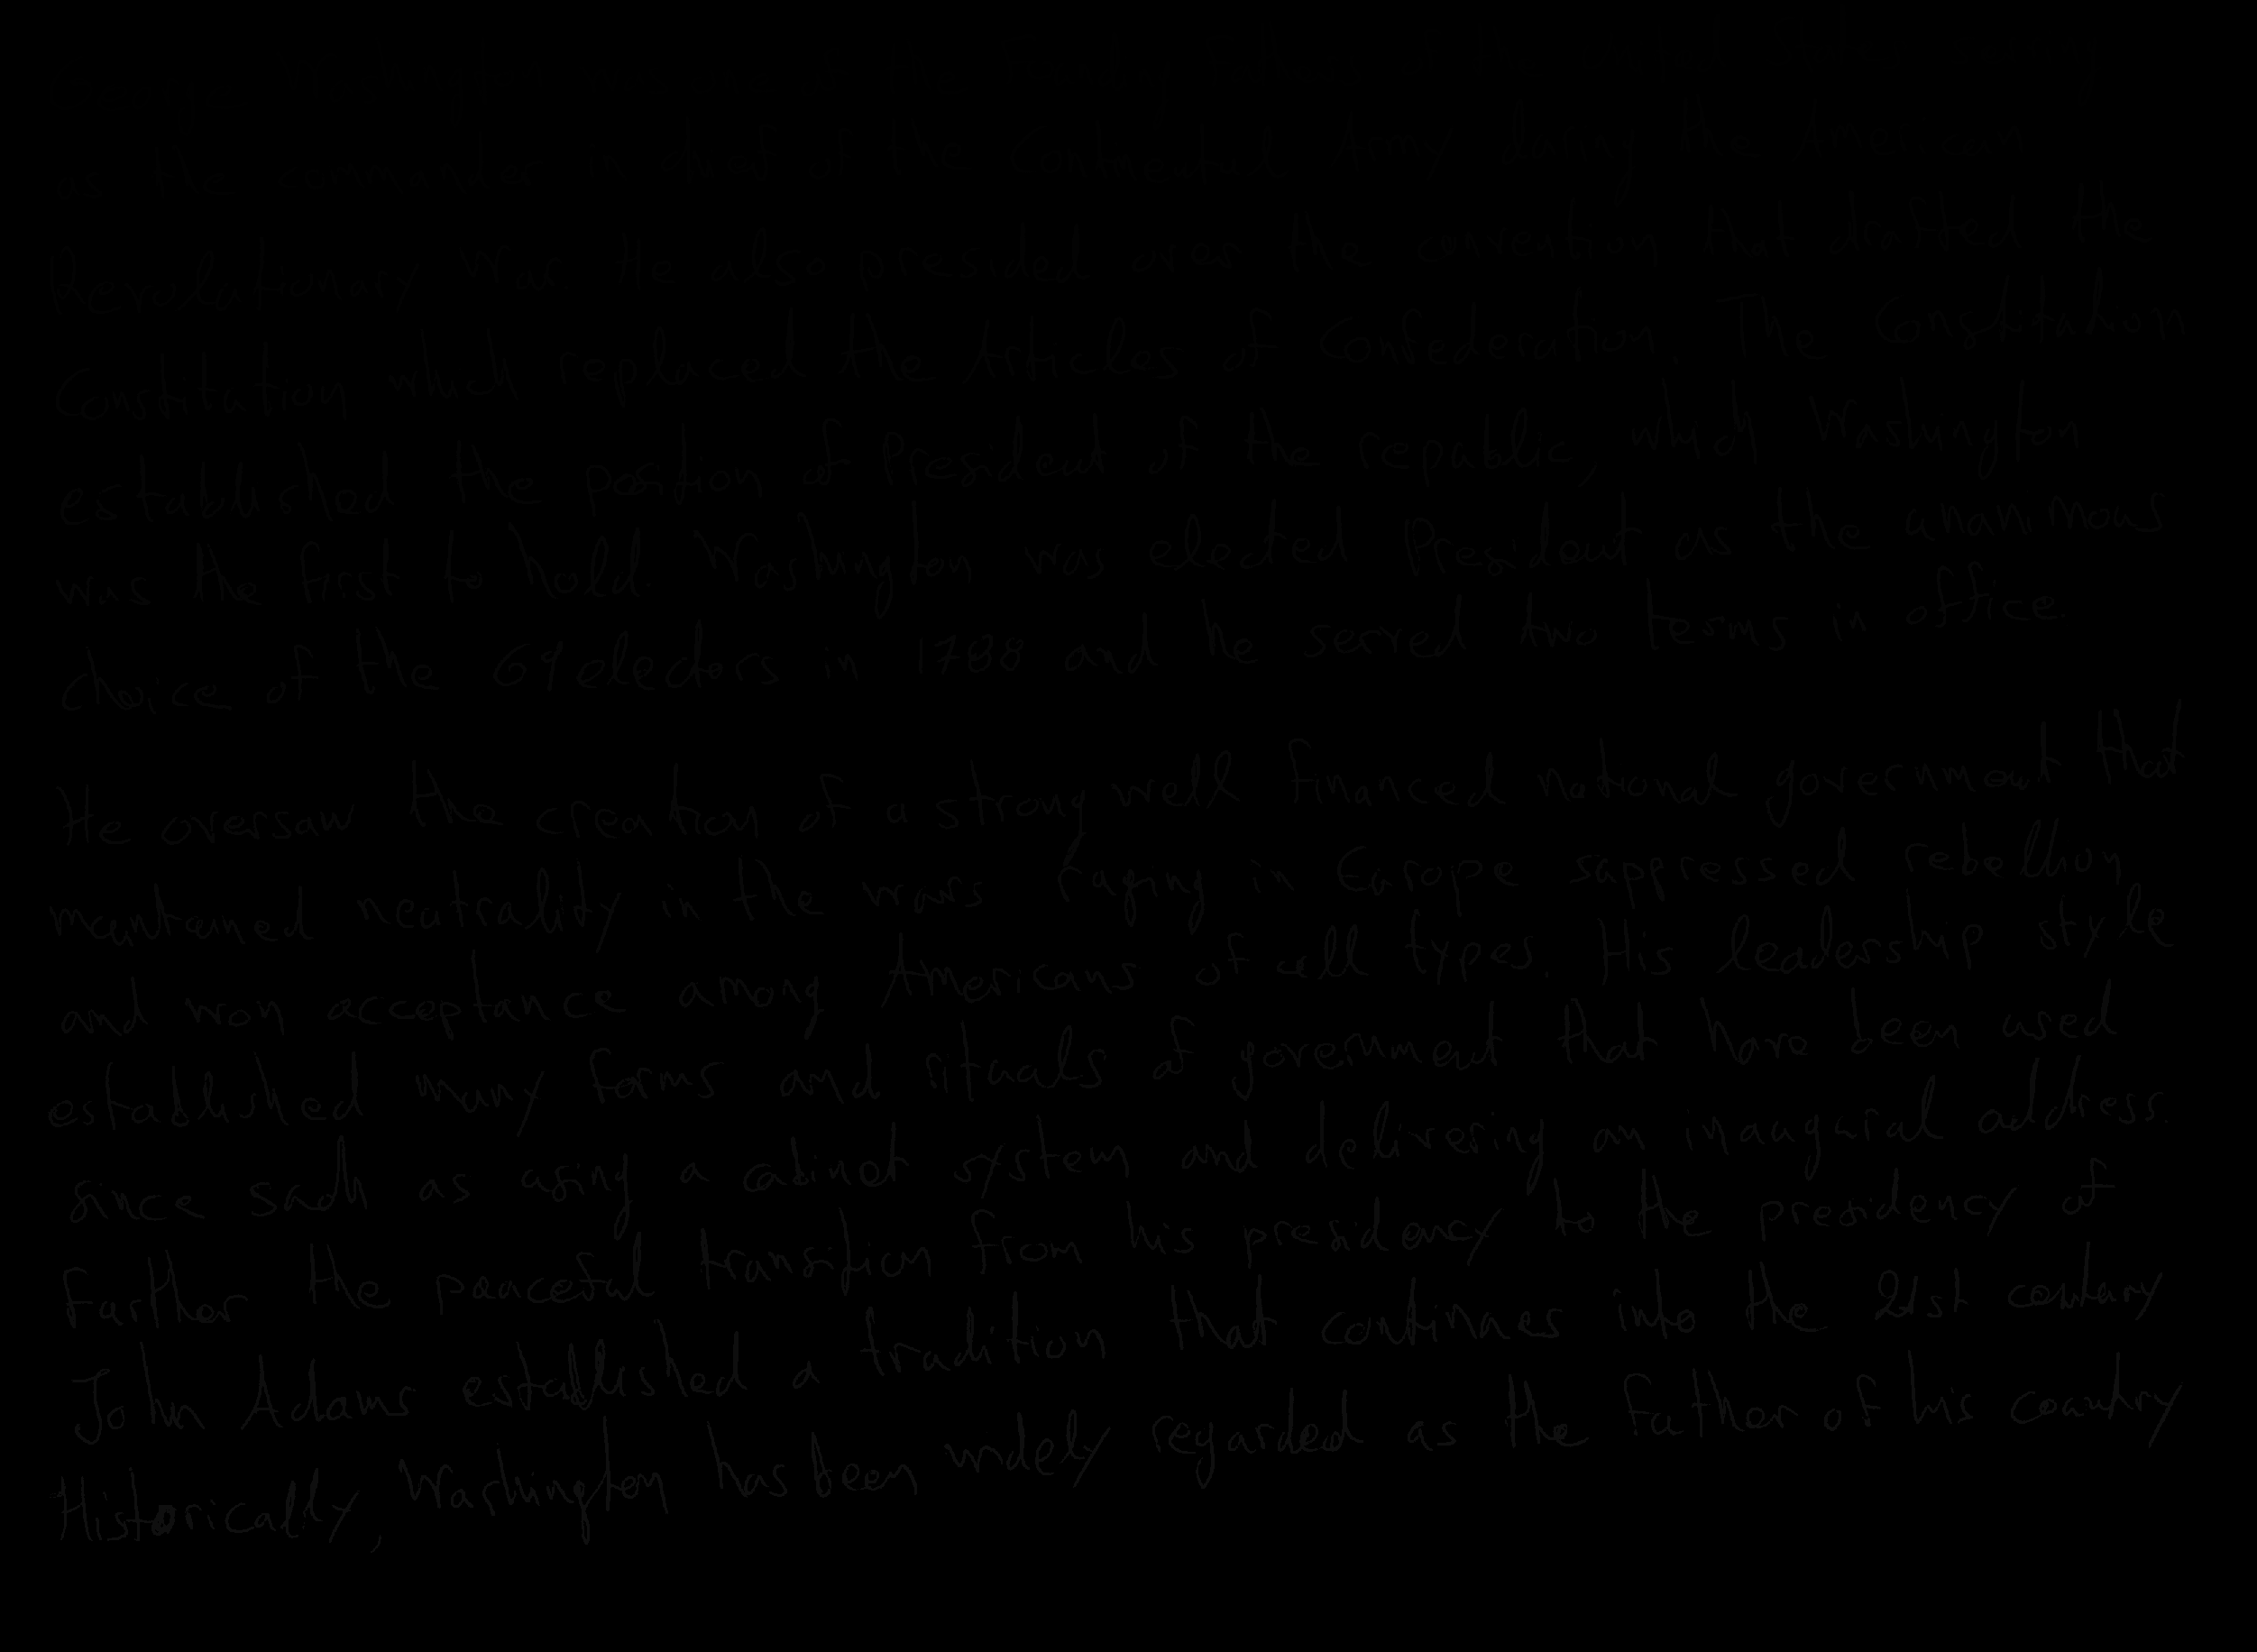 as the commander in chief of the Continental Army during the American
Revolutionary War. He also presided over the convention that drafted the
Constitution which replaced the Articles of Confederation. The Constitution
established the position of President of the republic, which Washington
was the first to hold. Washington was elected President as the unanimous
choice of the 69 electors in 1788 and he served two terms in office.
He oversaw the creation of a strong well financed national government that
maintained neutrality in the wars raging in Europe suppressed rebellion
and won acceptance among Americans of all types. His leadership style
established many forms and rituals of government that have been used
since such as using a cabinet system and delivering an inaugural address.
Further the peaceful transition from his presidency to the presidency of
John Adams established a tradition that continues into the 21st century
Historically, Washington has been widely regarded as the father of his country